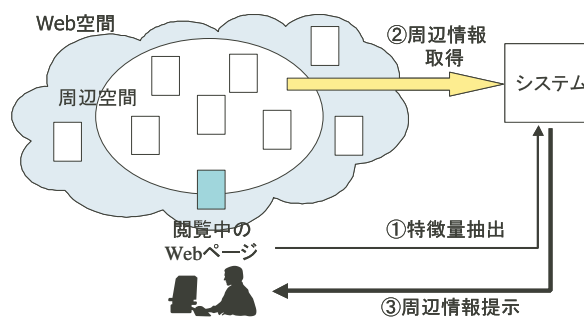 Web空間
②周辺情報
取得
システム
周辺空間
閲覧中の
Webページ
①特徴量抽出
③周辺情報提示